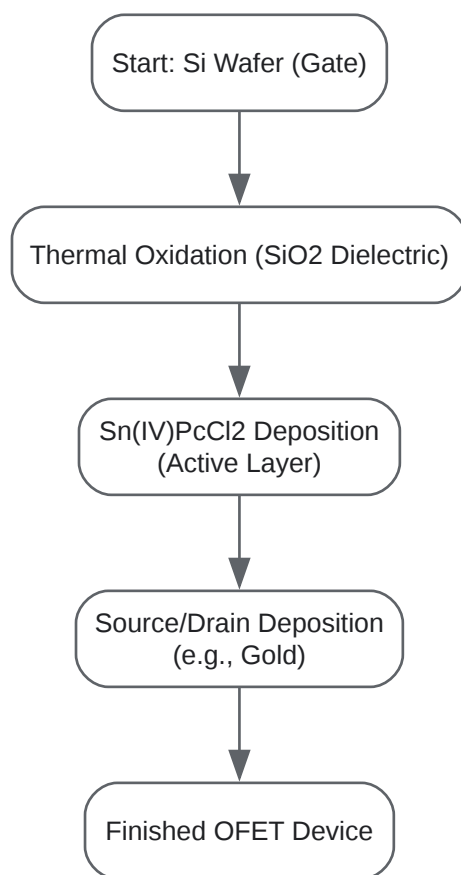 Start: Si Wafer (Gate)
Thermal Oxidation (SiO2 Dielectric)
Sn(IV)PcCl2 Deposition
(Active Layer)
Source/Drain Deposition
(e.g., Gold)
Finished OFET Device